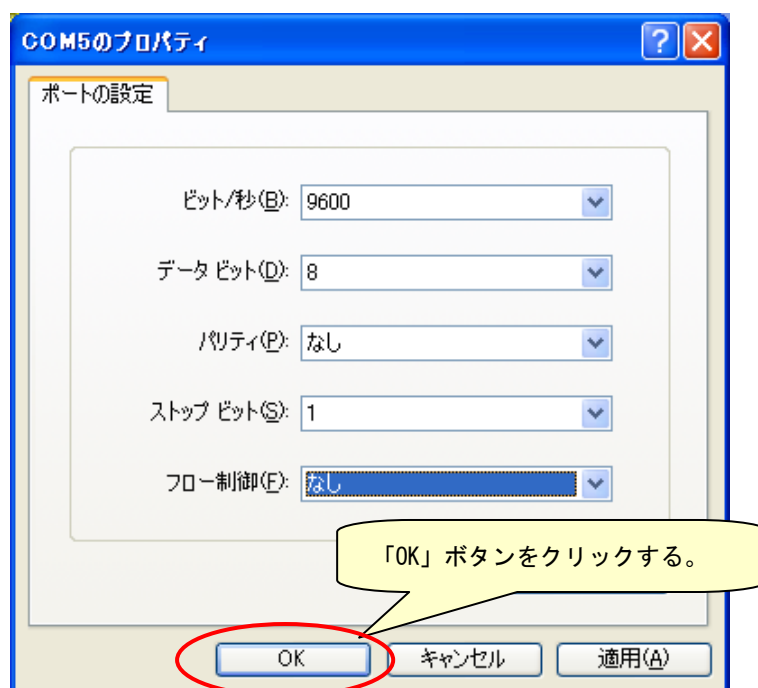 COM5のプロパティ
ポートの設定
ビット/秒(B): 9600
データ ビット(D): 8
パリティ(P): なし
ストップ ビット(S): 1
フロー制御(F): なし
「OK」ボタンをクリックする。
OK キャンセル 適用(A)